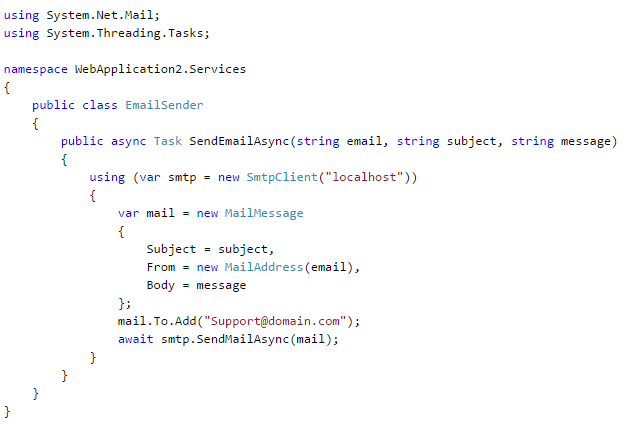 using System.Net.Mail;
using System.Threading.Tasks;

namespace WebApplication2.Services
{
    public class EmailSender
    {
        public async Task SendEmailAsync(string email, string subject, string message)
        {
            using (var smtp = new SmtpClient("localhost"))
            {
                var mail = new MailMessage
                {
                    Subject = subject,
                    From = new MailAddress(email),
                    Body = message
                };
                mail.To.Add("Support@domain.com");
                await smtp.SendMailAsync(mail);
            }
        }
    }
}